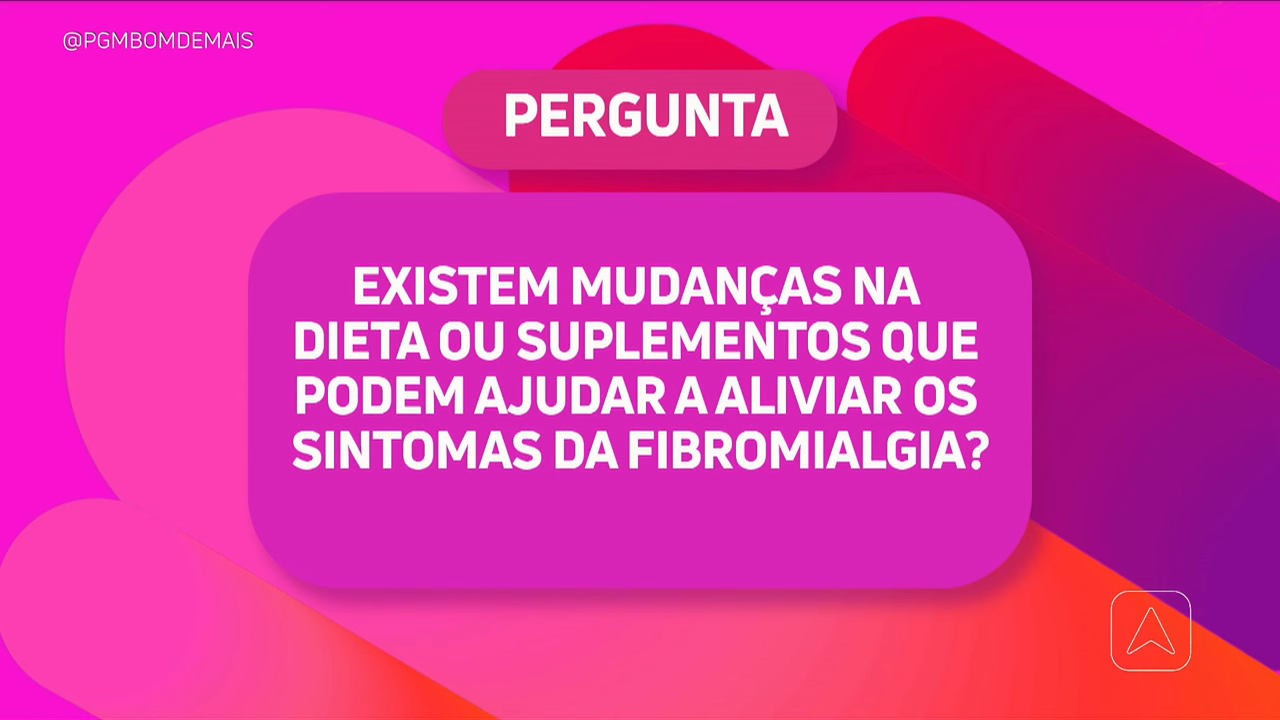 @PGMBOMDEMAIS
PERGUNTA
EXISTEM MUDANÇAS NA
DIETA OU SUPLEMENTOS QUE
PODEM AJUDAR A ALIVIAR OS
SINTOMAS DA FIBROMIALGIA?